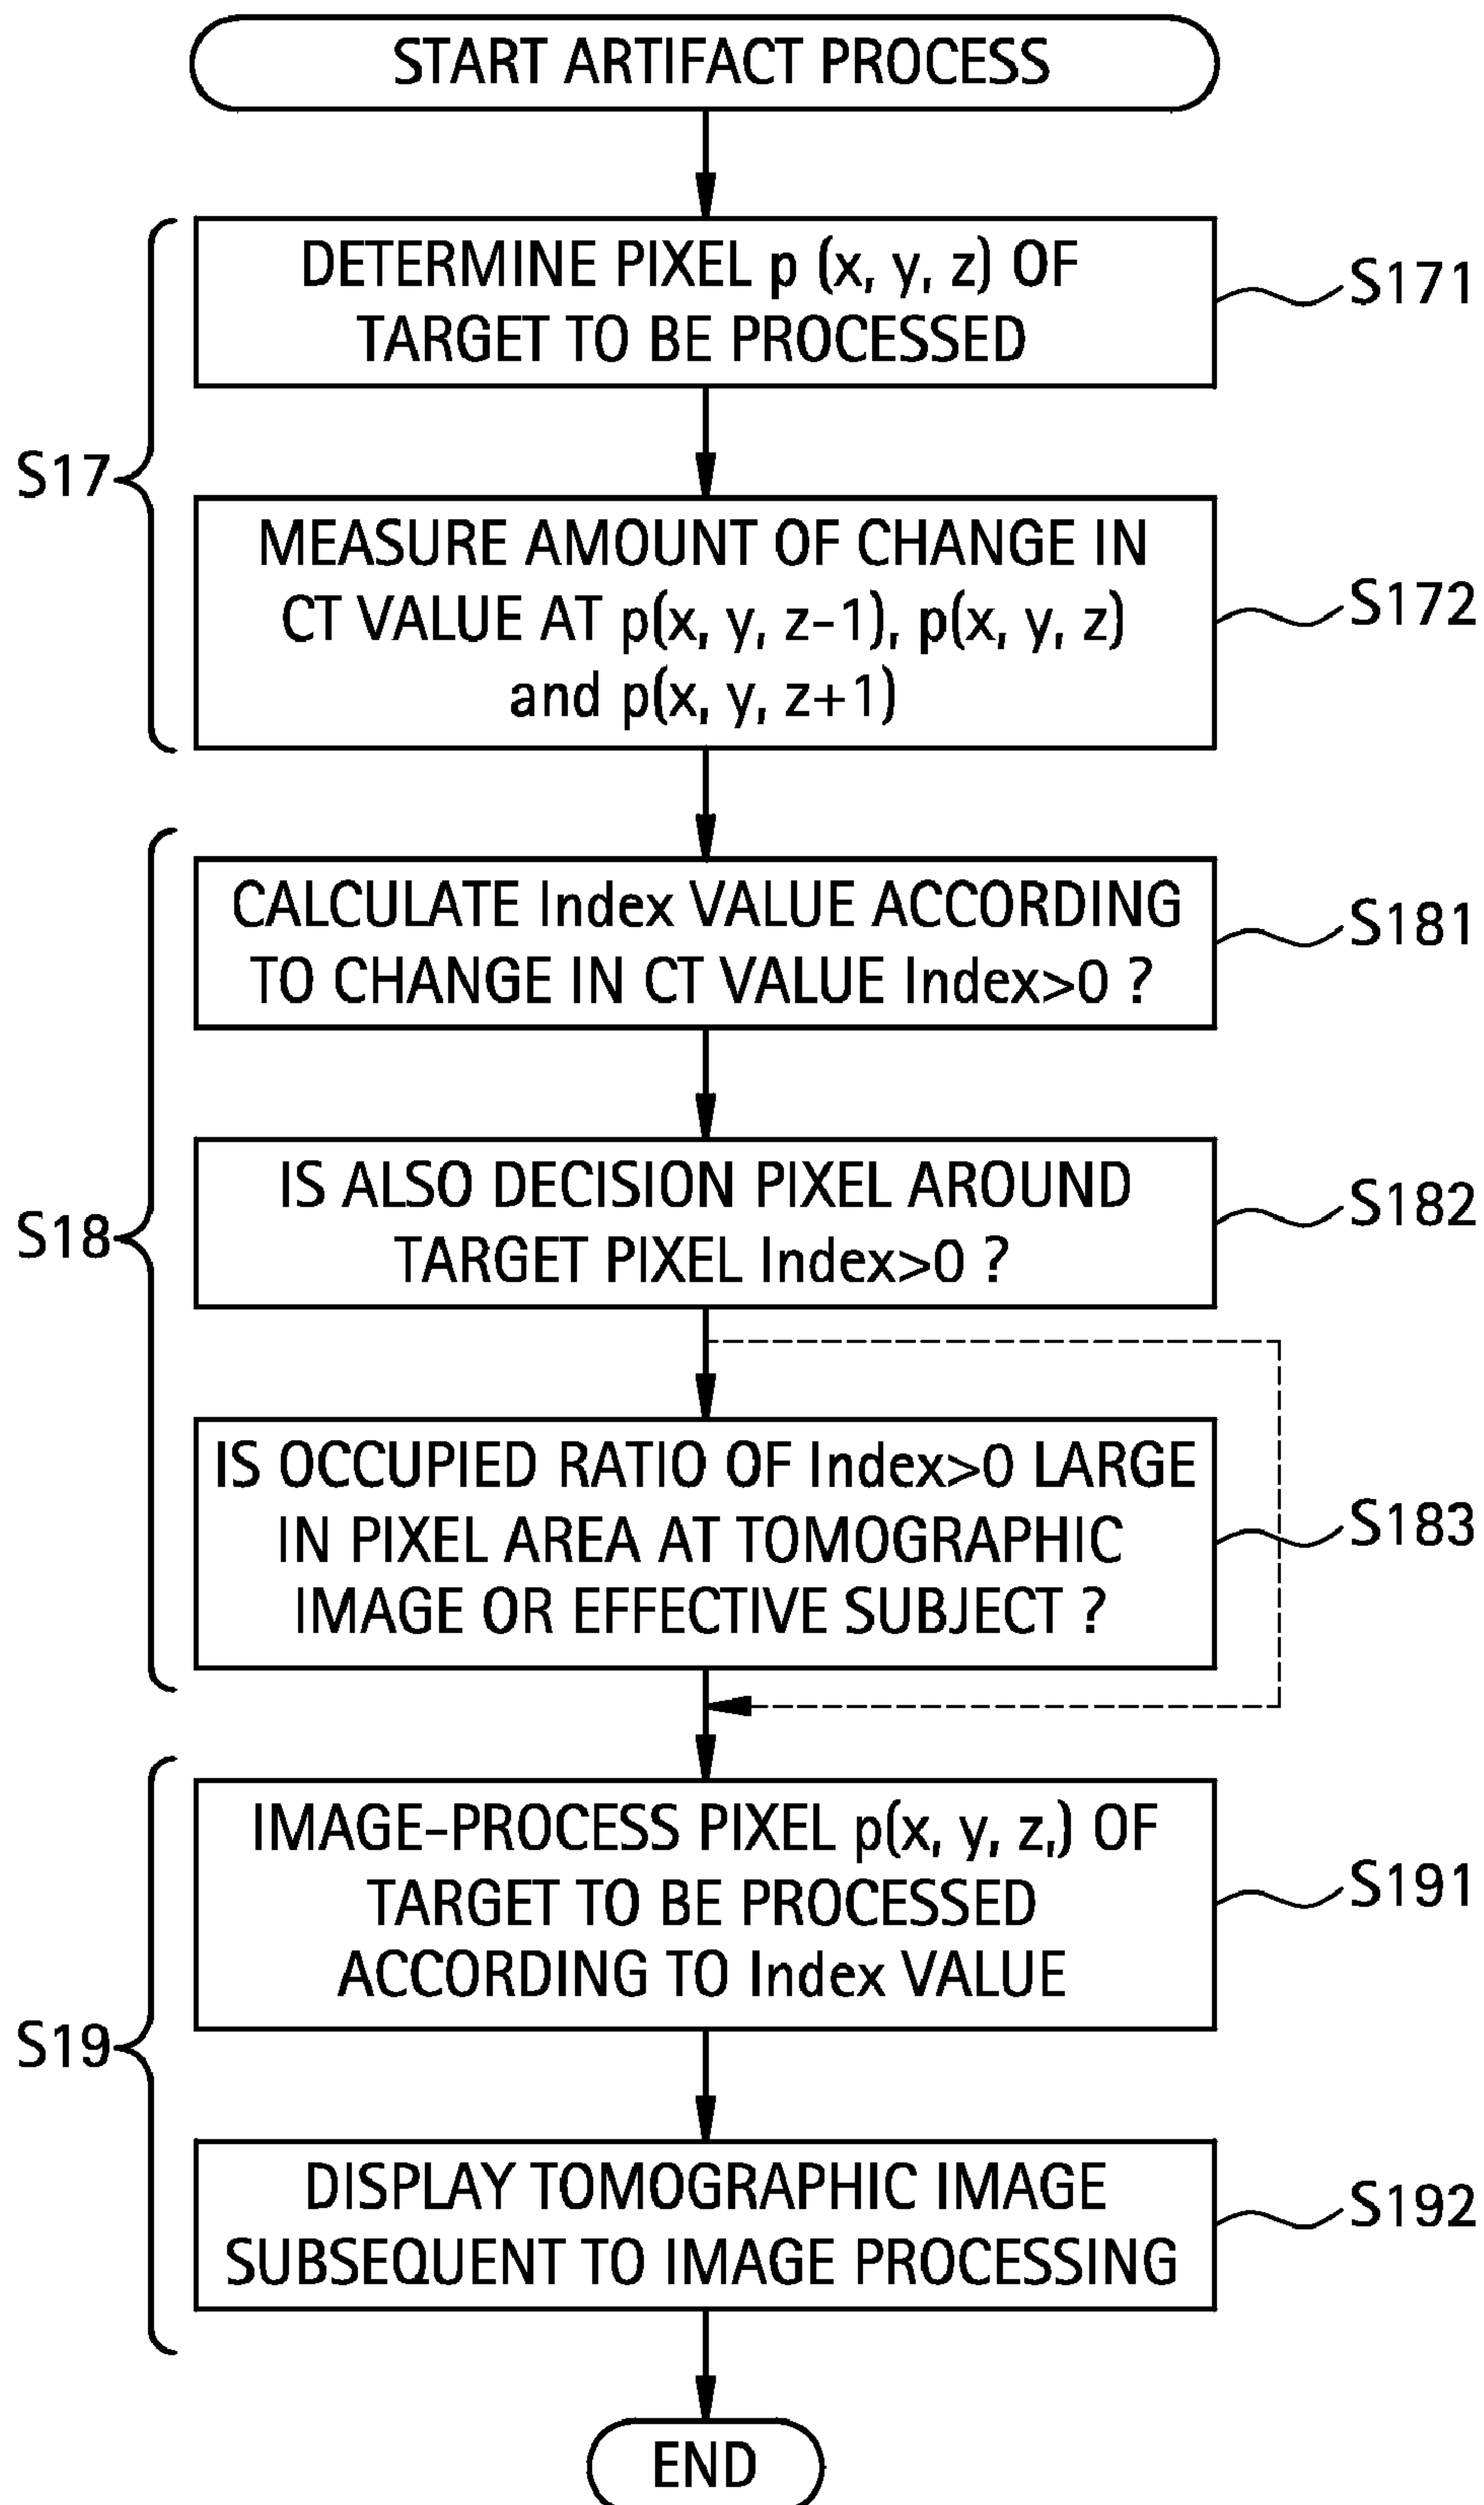 START ARTIFACT PROCESS
DETERMINE PIXEL p (x, y, z) OF
TARGET TO BE PROCESSED
S171
S17
MEASURE AMOUNT OF CHANGE IN
CT VALUE AT p(x, y, z-1), p(x, y, z)
and p(x, y, z+1)
S172
CALCULATE Index VALUE ACCORDING
TO CHANGE IN CT VALUE Index>0 ?
S181
S18
IS ALSO DECISION PIXEL AROUND
TARGET PIXEL Index>0 ?
S182
IS OCCUPIED RATIO OF Index>0 LARGE
IN PIXEL AREA AT TOMOGRAPHIC
IMAGE OR EFFECTIVE SUBJECT ?
S183
IMAGE-PROCESS PIXEL p(x, y, z,) OF
TARGET TO BE PROCESSED
ACCORDING TO Index VALUE
S191
S19
DISPLAY TOMOGRAPHIC IMAGE
SUBSEQUENT TO IMAGE PROCESSING
S192
END